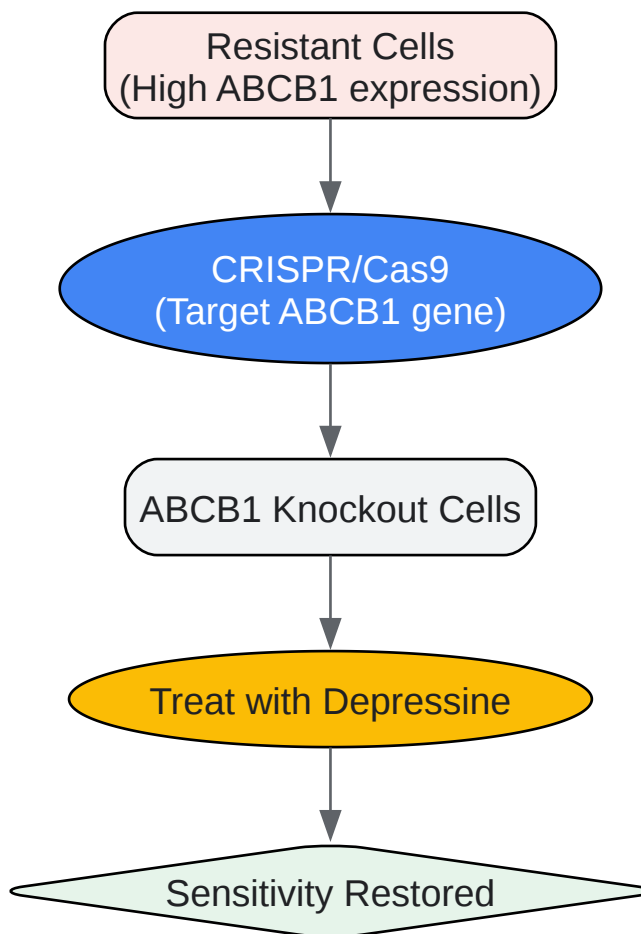 Resistant Cells
(High ABCB1 expression)
CRISPR/Cas9
(Target ABCB1 gene)
ABCB1 Knockout Cells
Treat with Depressine
Sensitivity Restored